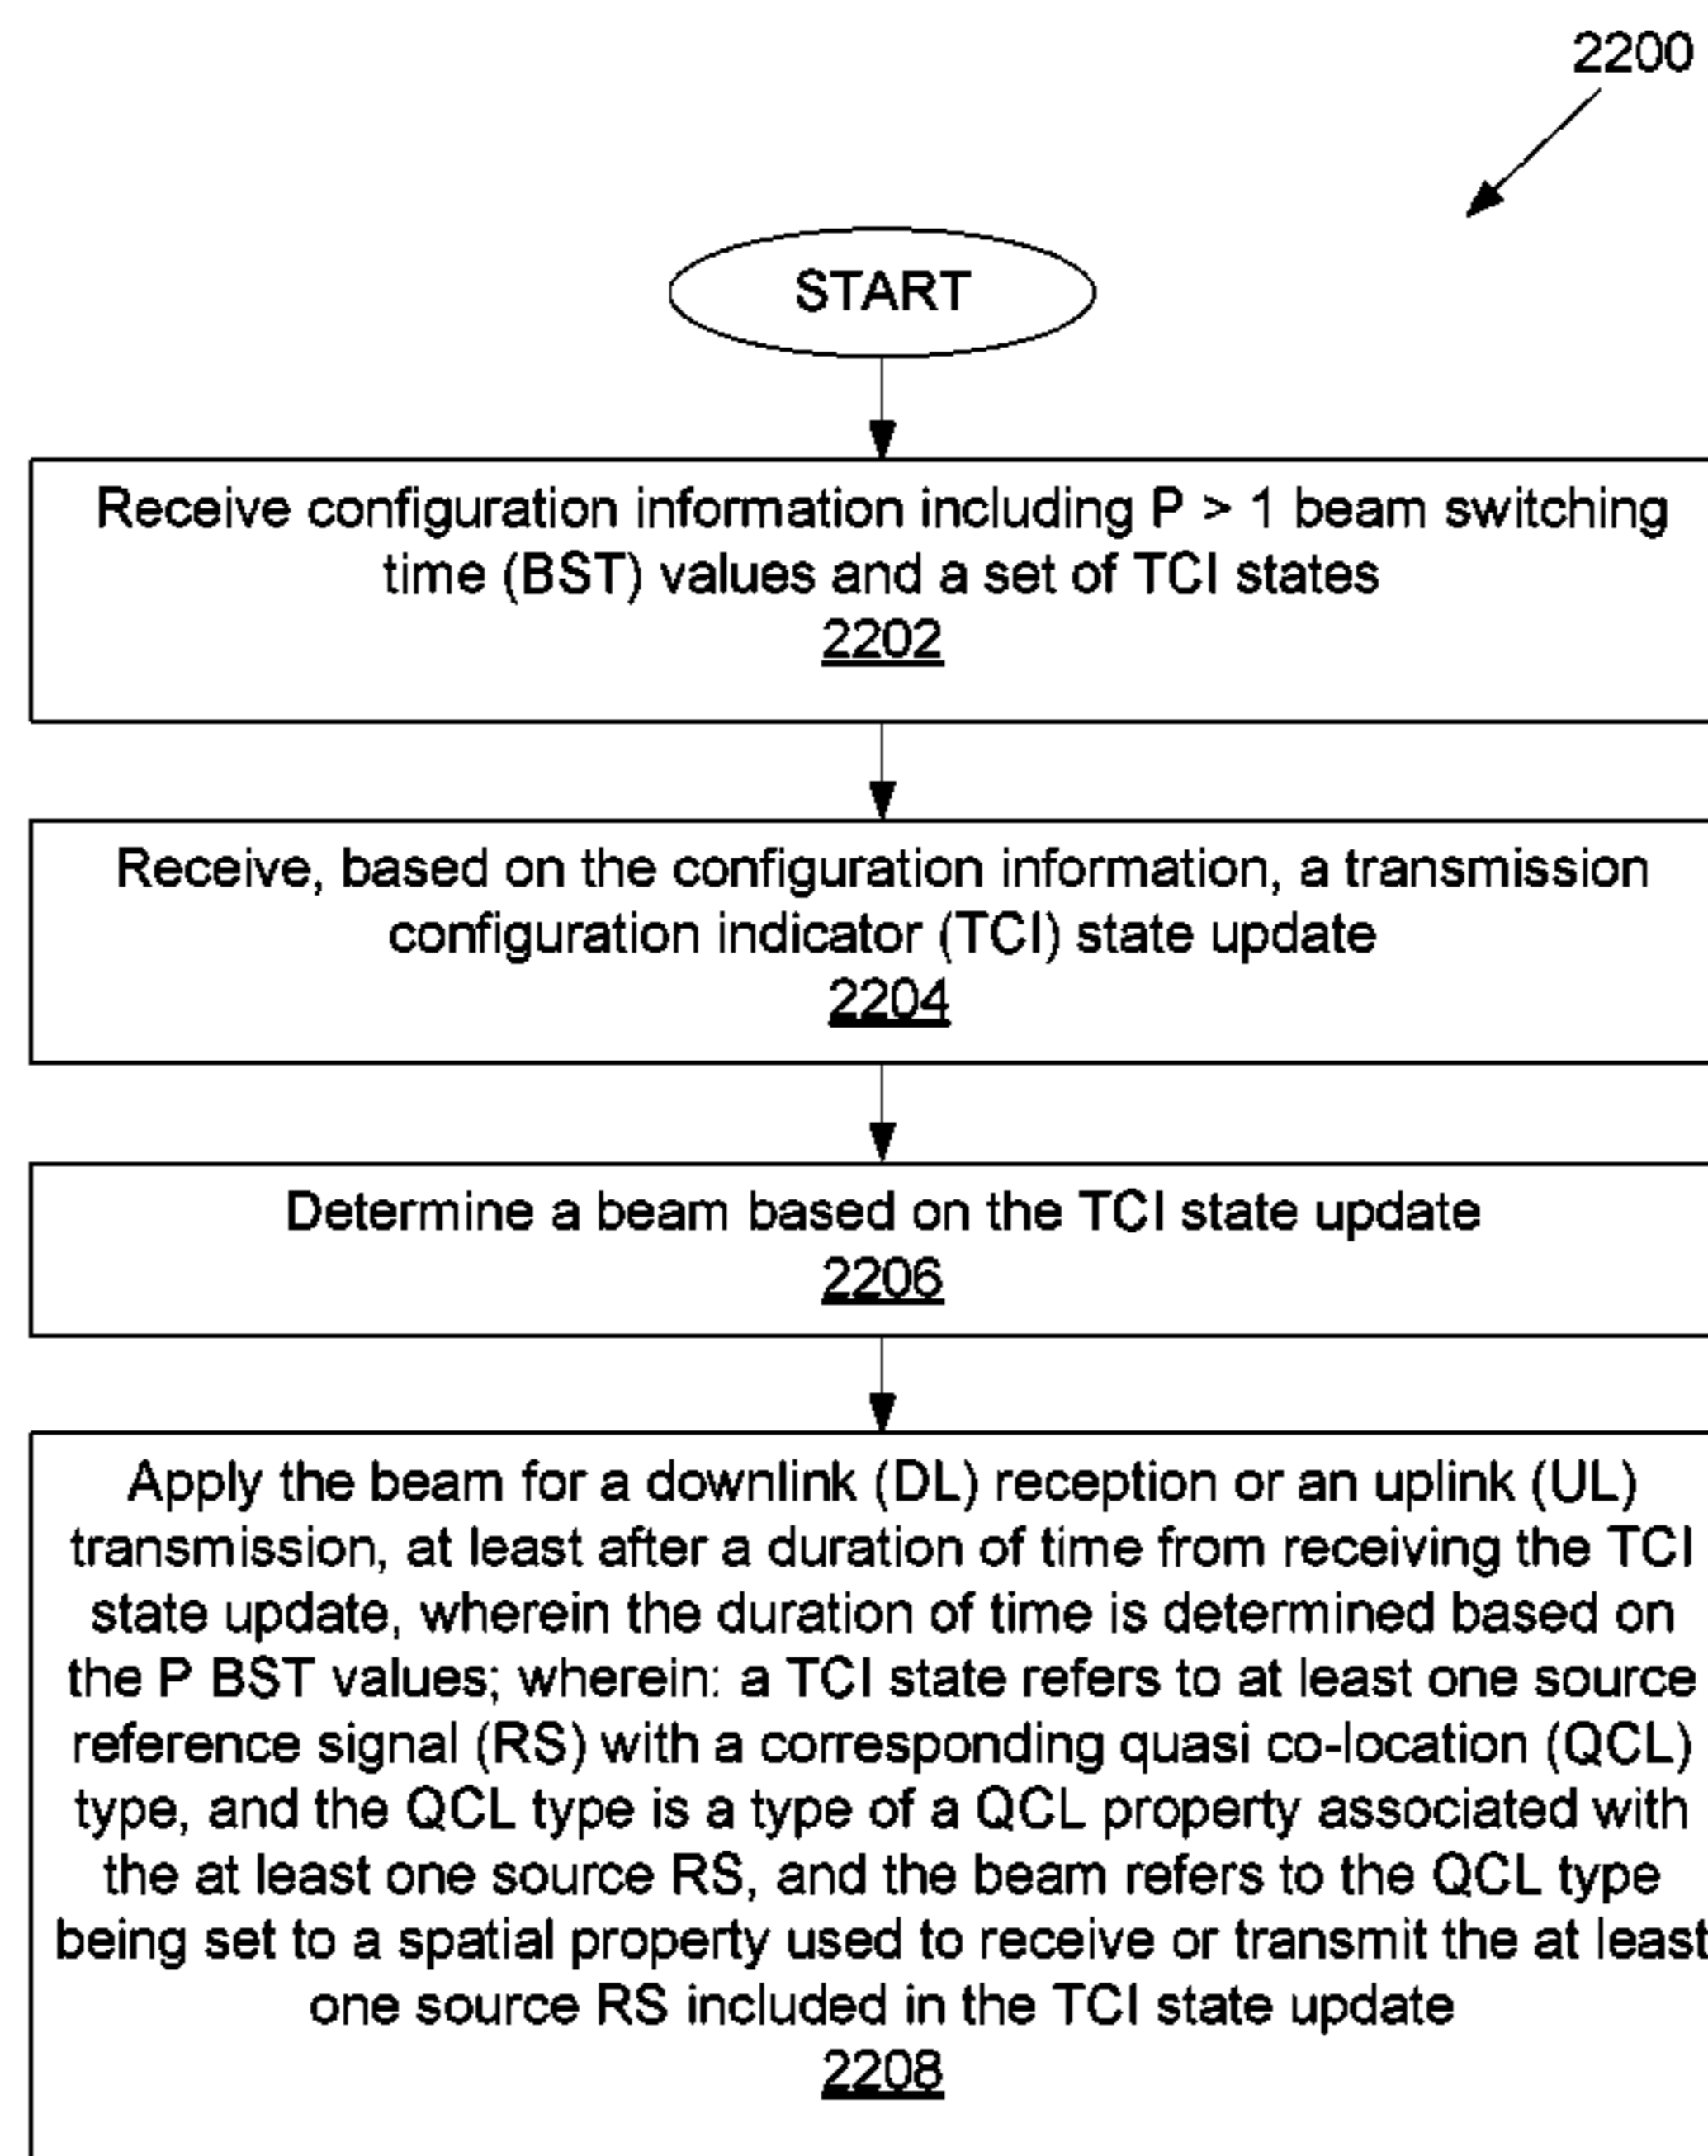 2200
START
Receive configuration information including P > 1 beam switching
time (BST) values and a set of TCI states
2202
Receive, based on the configuration information, a transmission
configuration indicator (TCI) state update
2204
Determine a beam based on the TCI state update
2206
Apply the beam for a downlink (DL) reception or an uplink (UL)
transmission, at least after a duration of time from receiving the TCI
state update, wherein the duration of time is determined based on
the P BST values; wherein: a TCI state refers to at least one source
reference signal (RS) with a corresponding quasi co-location (QCL)
type, and the QCL type is a type of a QCL property associated with
the at least one source RS, and the beam refers to the QCL type
being set to a spatial property used to receive or transmit the at least
one source RS included in the TCI state update
2208